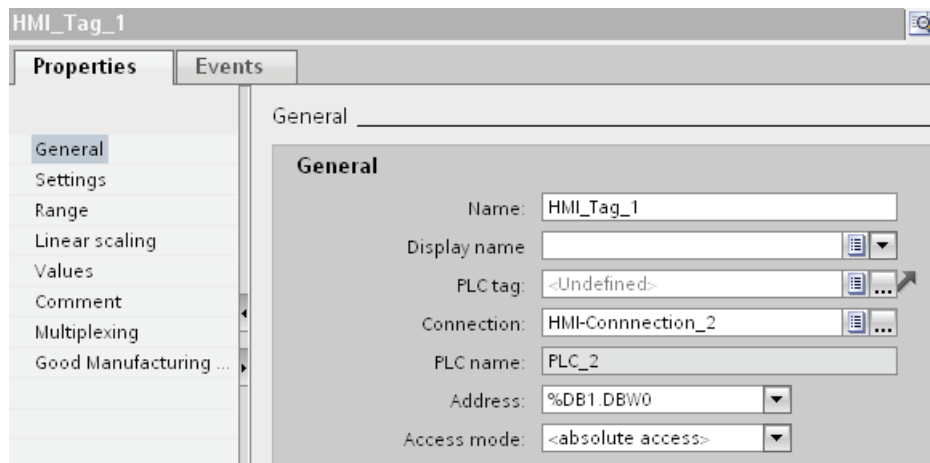 HMI_Tag_1
Properties Events
General
Settings
Range
Linear scaling
Values
Comment
Multiplexing
Good Manufacturing ...
General
General
Name: HMI_Tag_1
Display name
PLC tag: <Undefined>
Connection: HMI-Connnection_2
PLC name: PLC_2
Address: %DB1.DBW0
Access mode: <absolute access>